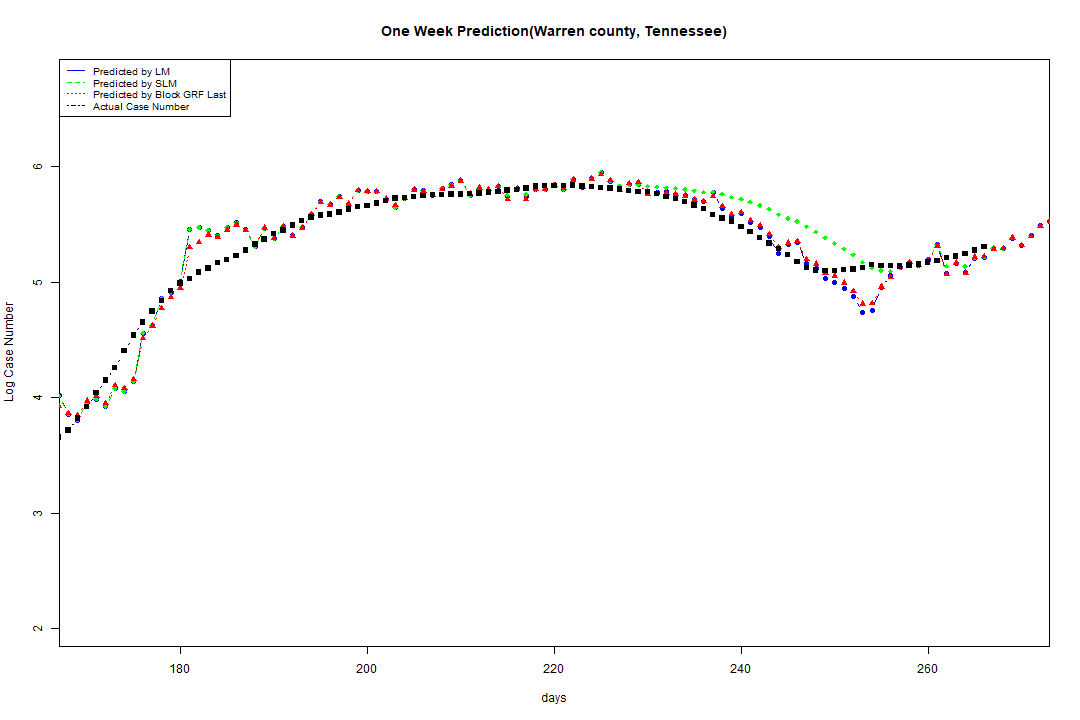 One Week Prediction(Warren county, Tennessee)
Predicted by LM
Predicted by SLM
Predicted by Block GRF Last
Actual Case Number
6
5
4
3
2
Log Case Number
180 200 220 240 260
days